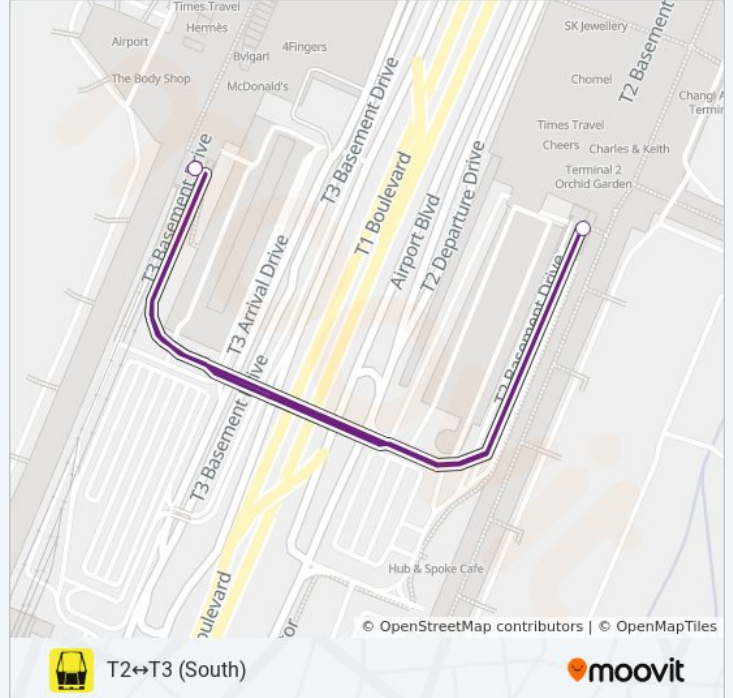 Times Travel
Hermès
SK Jewellery
Airport
4Fingers
Bvlgari
The Body Shop
McDonald's
Chomel
T2 Basement
Changi A
Termin
T3 Basement Drive
Times Travel
Cheers
Charles & Keith
Terminal 2
Orchid Garden
T3 Basement Drive
T1 Boulevard
Airport Blvd
T2 Departure Drive
T3 Arrival Drive
T2 Basement Drive
T3 Basement Drive
Hub & Spoke Cafe
oulevard
or
© OpenStreetMap contributors | © OpenMapTiles
T2↔T3 (South)
moovit